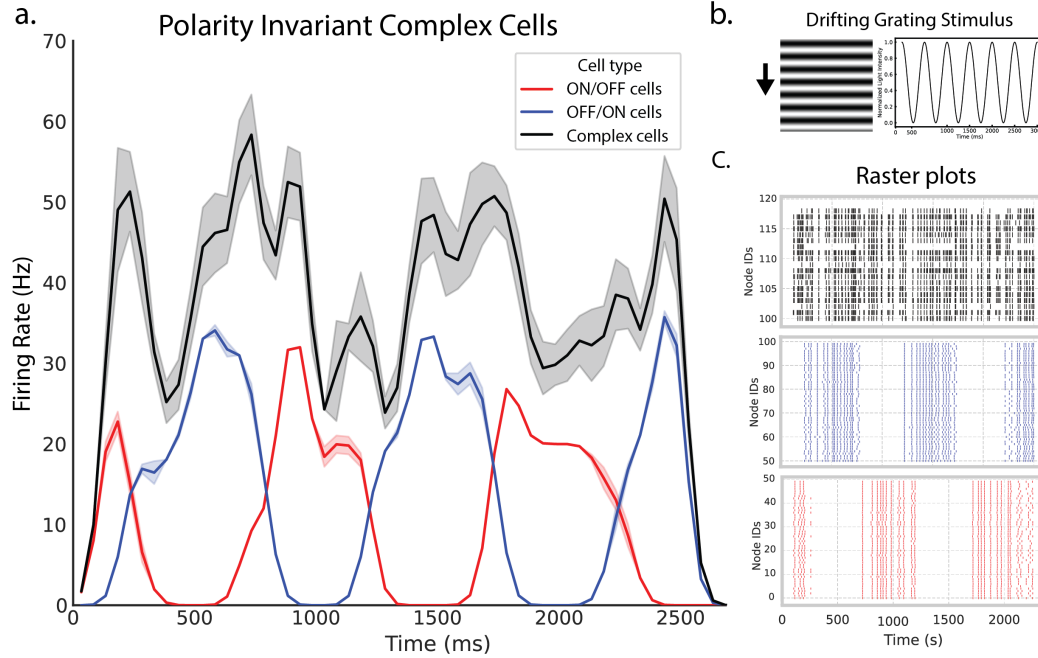 a.
Polarity Invariant Complex Cells
70
60
50
40
30
20
10
0
Firing Rate (Hz)
Cell type
ON/OFF cells
OFF/ON cells
Complex cells
0
500
1000
1500
2000
2500
Time (ms)
b.
Drifting Grating Stimulus
Normalized Light Intensity
1.0
0.8
0.6
0.4
0.2
0.0
0
500
1000
1500
2000
2500
Time (ms)
C.
Raster plots
Node IDs
120
115
110
105
100
Node IDs
100
90
80
70
60
50
Node IDs
50
40
30
20
10
0
0
500
1000
1500
2000
Time (s)